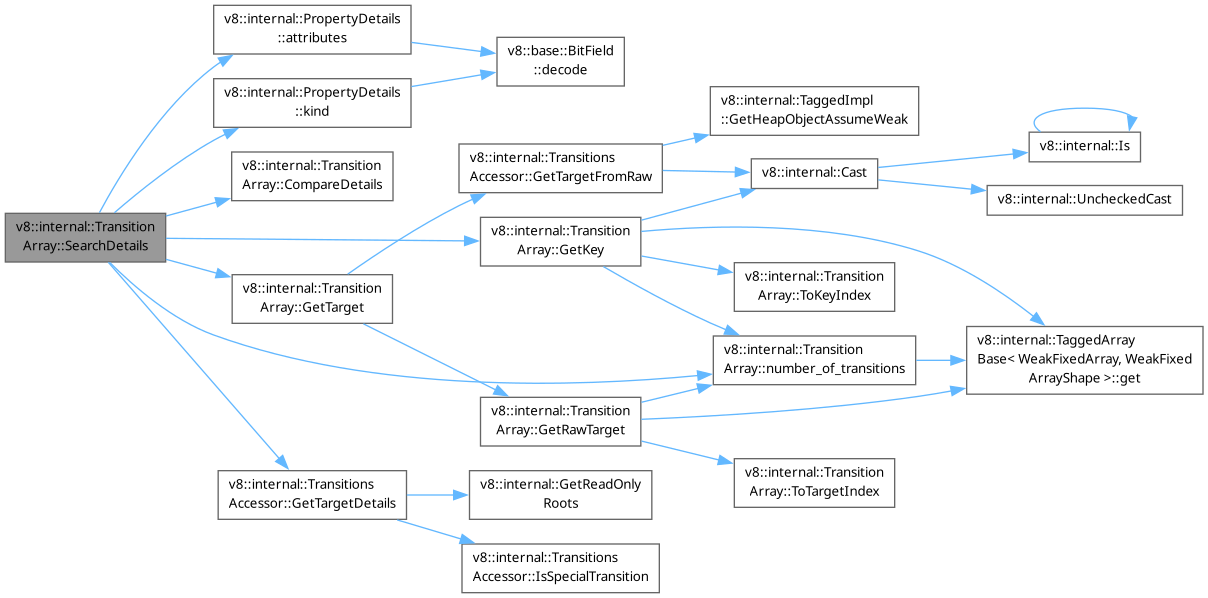 v8::internal::PropertyDetails
::attributes
v8::base::BitField
::decode
v8::internal::PropertyDetails
::kind
v8::internal::TaggedImpl
::GetHeapObjectAssumeWeak
v8::internal::Is
v8::internal::Transition
Array::CompareDetails
v8::internal::Transitions
Accessor::GetTargetFromRaw
v8::internal::Cast
v8::internal::UncheckedCast
v8::internal::Transition
Array::SearchDetails
v8::internal::Transition
Array::GetKey
v8::internal::Transition
Array::GetTarget
v8::internal::Transition
Array::ToKeyIndex
v8::internal::Transition
Array::number_of_transitions
v8::internal::TaggedArray
Base< WeakFixedArray, WeakFixed
ArrayShape >::get
v8::internal::Transition
Array::GetRawTarget
v8::internal::Transition
Array::ToTargetIndex
v8::internal::Transitions
Accessor::GetTargetDetails
v8::internal::GetReadOnly
Roots
v8::internal::Transitions
Accessor::IsSpecialTransition